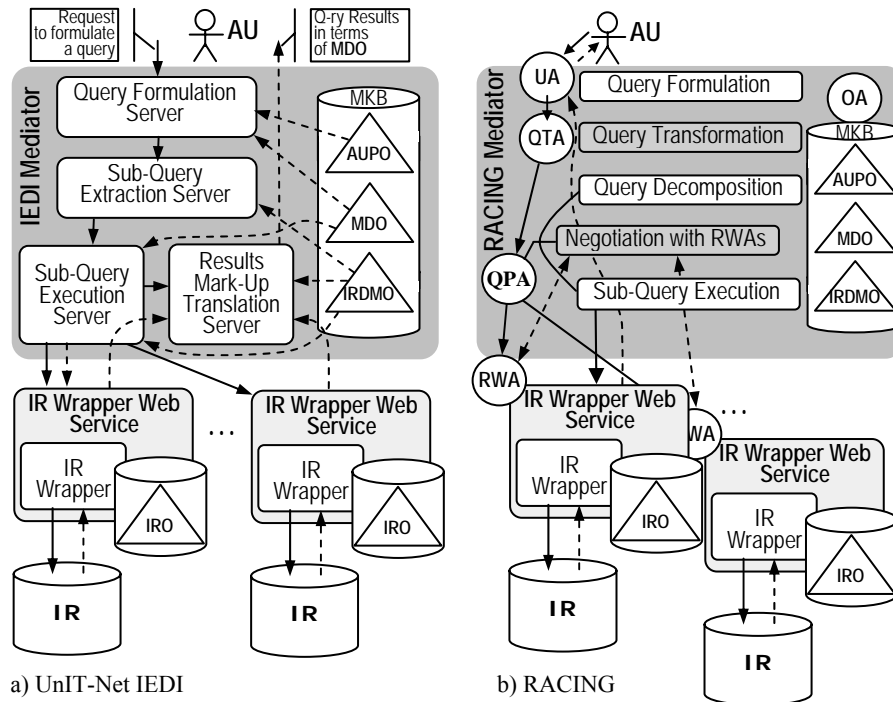 Request
to formulate
a query
AU
Q-ry Results
in terms
of MDO
IEDI Mediator
Query Formulation
Server
Sub-Query
Extraction Server
Sub-Query
Execution
Server
Results
Mark-Up
Translation
Server
MKB
AUPO
MDO
IRDMO
IR Wrapper Web
Service
IR
Wrapper
IRO
IR
...
IR Wrapper Web
Service
IR
Wrapper
IRO
IR
a) UnIT-Net IEDI
AU
RACING Mediator
UA
Query Formulation
OA
QTA
Query Transformation
MKB
AUPO
Query Decomposition
MDO
Negotiation with RWAs
QPA
Sub-Query Execution
IRDMO
RWA
IR Wrapper Web
Service
IR
Wrapper
IRO
IR
...
WA
IR Wrapper Web
Service
IR
Wrapper
IRO
IR
b) RACING